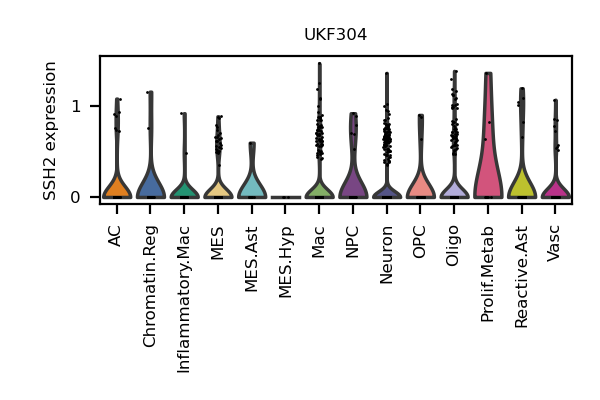 UKF304
SSH2 expression
1
0
AC
Chromatin.Reg
Inflammatory.Mac
MES
MES.Ast
MES.Hyp
Mac
NPC
Neuron
OPC
Oligo
Prolif.Metab
Reactive.Ast
Vasc